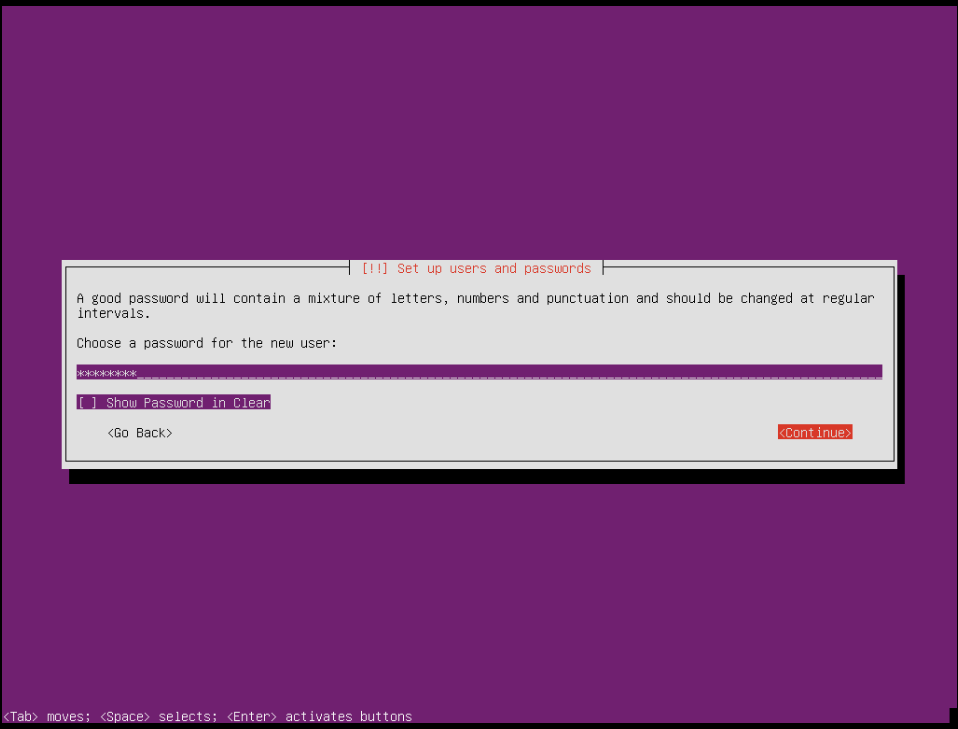 [!!] Set up users and passwords
A good password will contain a mixture of letters, numbers and punctuation and should be changed at regular
intervals.
Choose a password for the new user:
********
[ ] Show Password in Clear
<Go Back> <Continue>
<Tab> moves; <Space> selects; <Enter> activates buttons